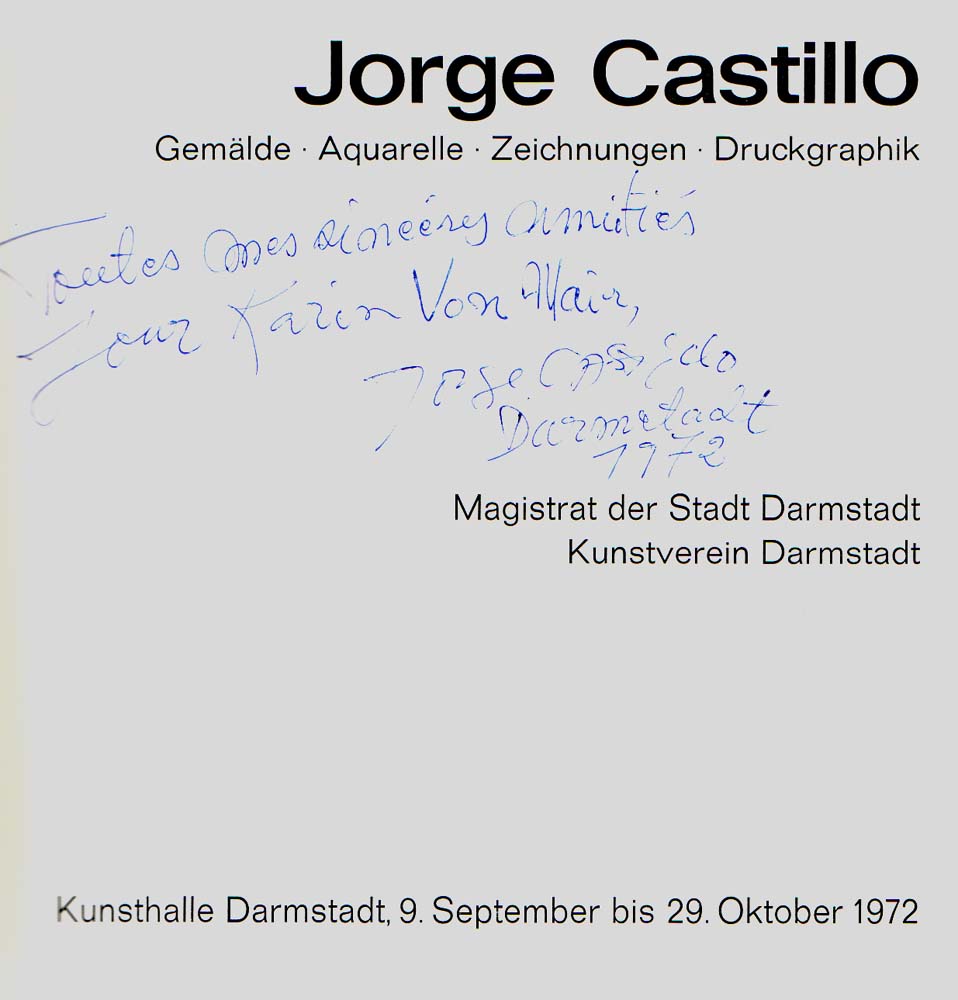 Jorge Castillo
Gemälde · Aquarelle · Zeichnungen · Druckgraphik
Toutes mes sincéres amitiés
pour Karin Von Mair,
Jorge Castillo
Darmstadt
1972
Magistrat der Stadt Darmstadt
Kunstverein Darmstadt
Kunsthalle Darmstadt, 9. September bis 29. Oktober 1972